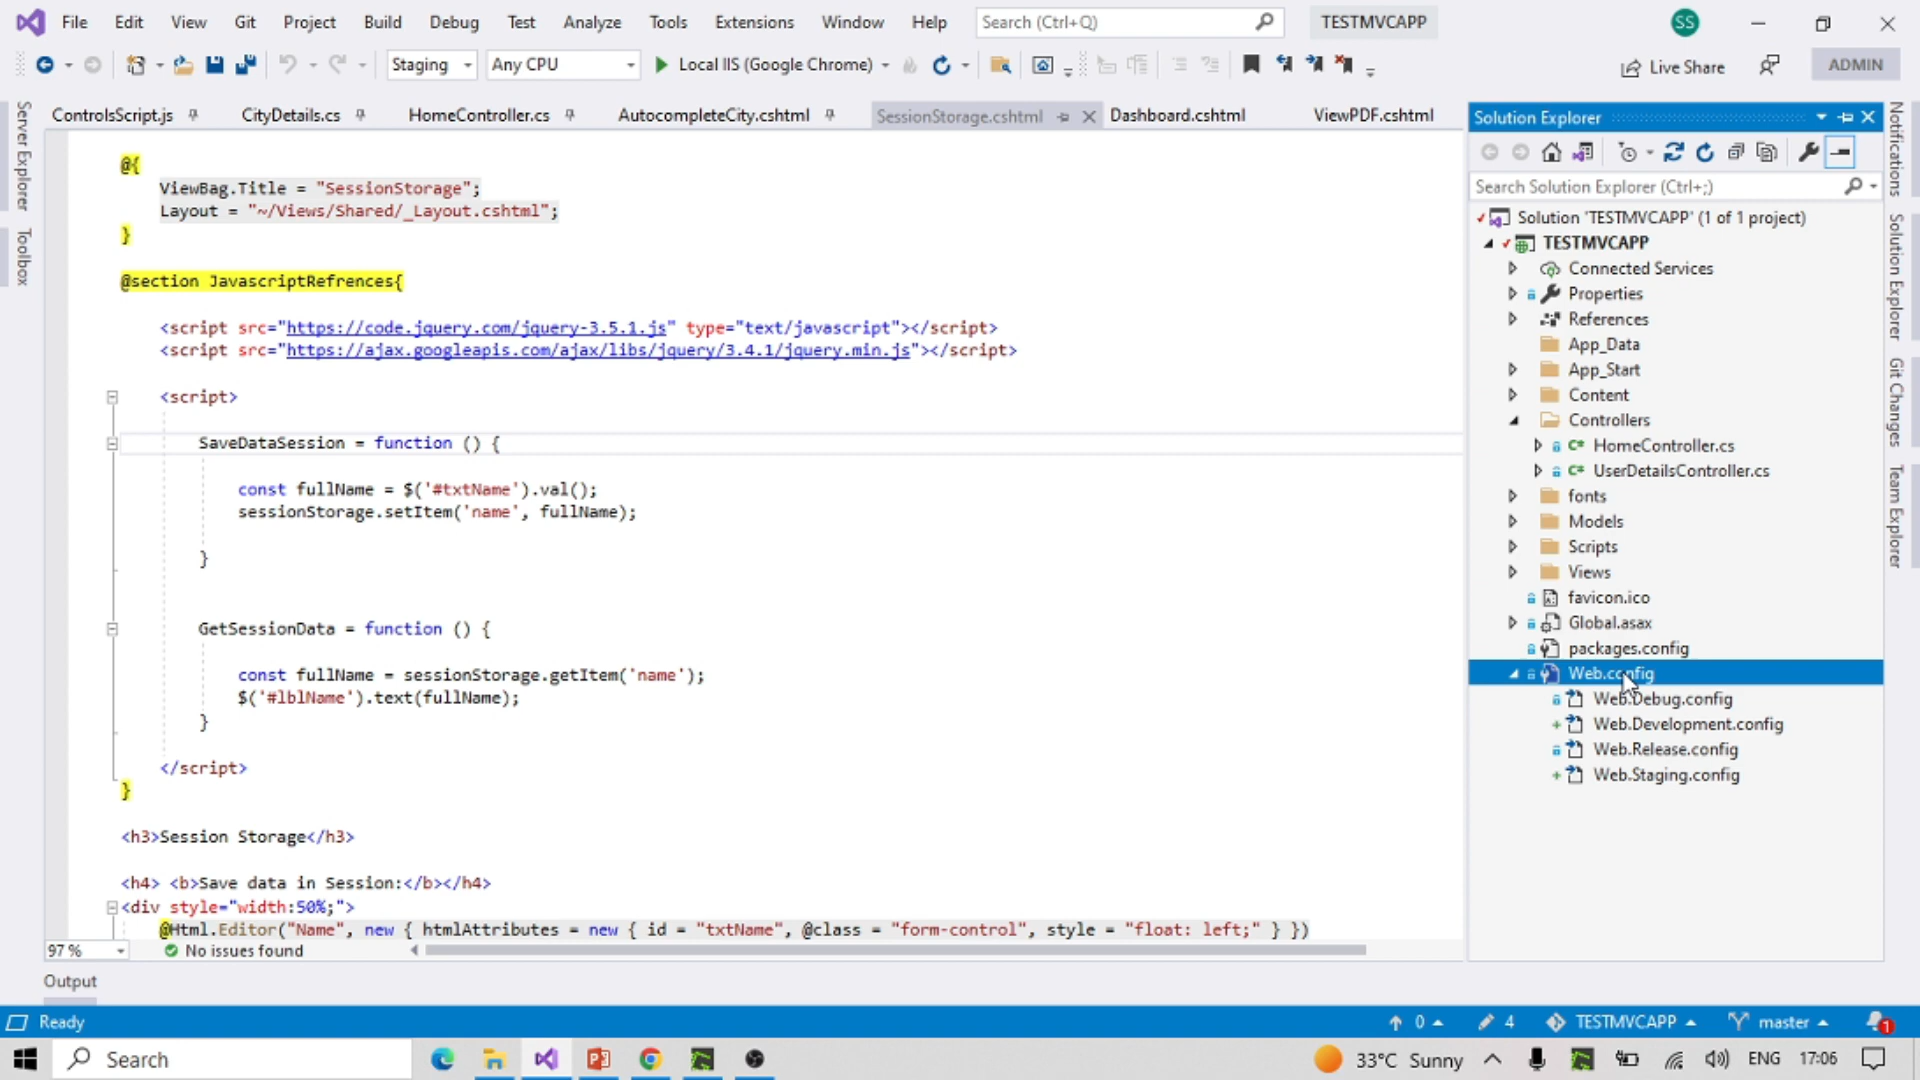 File Edit View Git Project Build Debug Test Analyze Tools Extensions Window Help Search (Ctrl+Q) TESTMVCAPP SS
Staging Any CPU Local IIS (Google Chrome) Live Share ADMIN
Server Explorer
Toolbox
ControlsScript.js CityDetails.cs HomeController.cs AutocompleteCity.cshtml SessionStorage.cshtml Dashboard.cshtml ViewPDF.cshtml
@{
ViewBag.Title = "SessionStorage";
Layout = "~/Views/Shared/_Layout.cshtml";
}
@section JavascriptRefrences{
<script src="https://code.jquery.com/jquery-3.5.1.js" type="text/javascript"></script>
<script src="https://ajax.googleapis.com/ajax/libs/jquery/3.4.1/jquery.min.js"></script>
<script>
SaveDataSession = function () {
const fullName = $('#txtName').val();
sessionStorage.setItem('name', fullName);
}
GetSessionData = function () {
const fullName = sessionStorage.getItem('name');
$('#lblName').text(fullName);
}
</script>
}
<h3>Session Storage</h3>
<h4> <b>Save data in Session:</b></h4>
<div style="width:50%;">
@Html.Editor("Name", new { htmlAttributes = new { id = "txtName", @class = "form-control", style = "float: left;" } })
97 % No issues found
Output
Solution Explorer
Search Solution Explorer (Ctrl+;)
Solution 'TESTMVCAPP' (1 of 1 project)
TESTMVCAPP
Connected Services
Properties
References
App_Data
App_Start
Content
Controllers
HomeController.cs
UserDetailsController.cs
fonts
Models
Scripts
Views
favicon.ico
Global.asax
packages.config
Web.config
Web.Debug.config
Web.Development.config
Web.Release.config
Web.Staging.config
Notifications
Solution Explorer
Git Changes
Team Explorer
Ready 0 4 TESTMVCAPP master 1
Search 33°C Sunny ENG 17:06